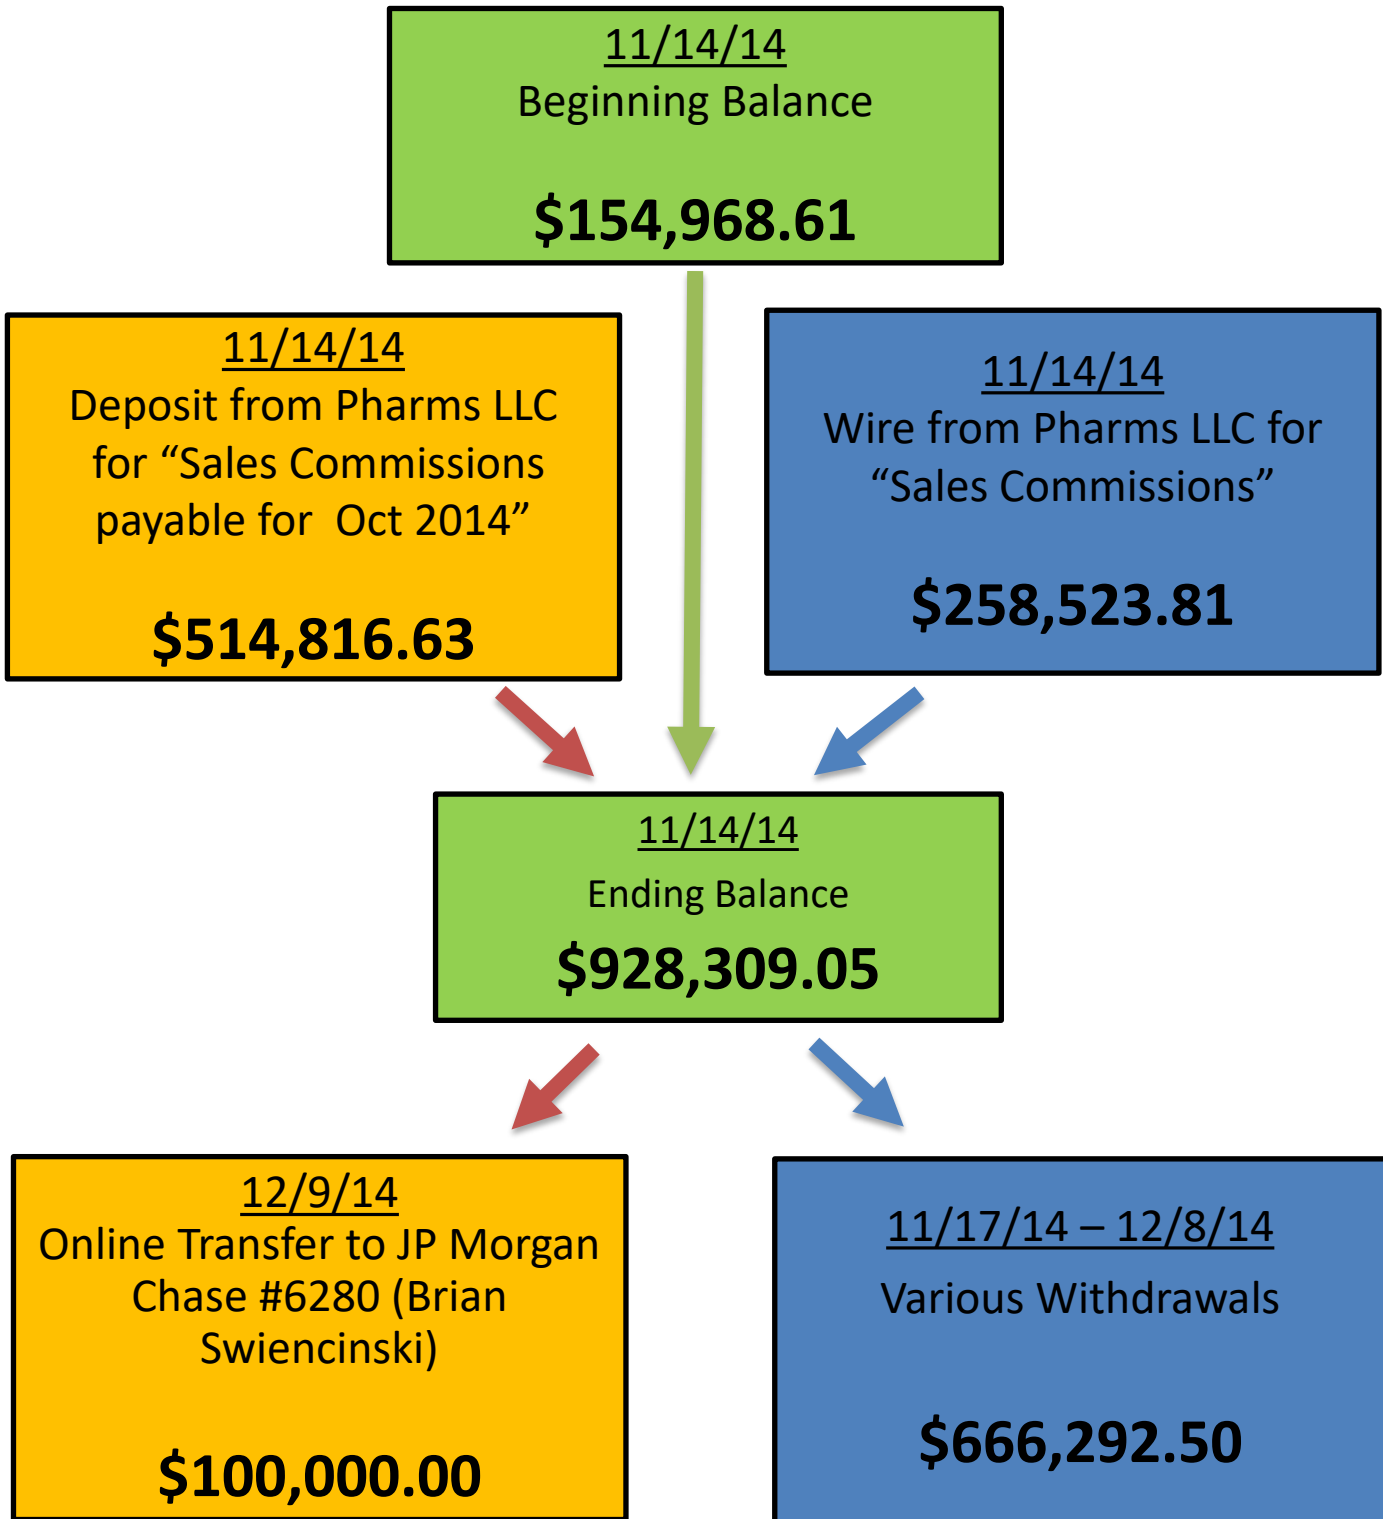 11/14/14
Beginning Balance
$154,968.61
11/14/14
Deposit from Pharms LLC
for “Sales Commissions
payable for  Oct 2014”
$514,816.63
11/14/14
Wire from Pharms LLC for
“Sales Commissions”
$258,523.81
11/14/14
Ending Balance
$928,309.05
12/9/14
Online Transfer to JP Morgan
Chase #6280 (Brian
Swiencinski)
$100,000.00
11/17/14 – 12/8/14
Various Withdrawals
$666,292.50